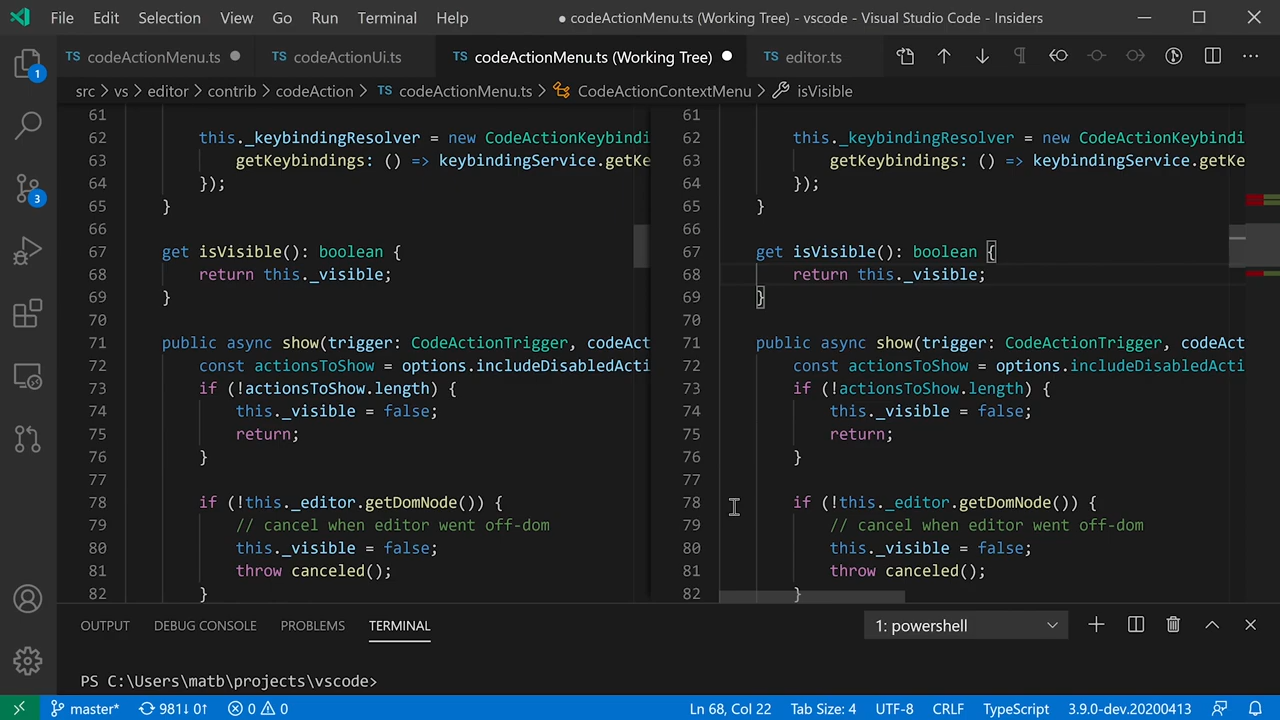 File Edit Selection View Go Run Terminal Help ● codeActionMenu.ts (Working Tree) - vscode - Visual Studio Code - Insiders
TS codeActionMenu.ts ● TS codeActionUi.ts TS codeActionMenu.ts (Working Tree) ● TS editor.ts ...
src > vs > editor > contrib > codeAction > TS codeActionMenu.ts > CodeActionContextMenu > isVisible
1
3
61
62 this._keybindingResolver = new CodeActionKeybindi
63 getKeybindings: () => keybindingService.getKe
64 });
65 }
66
67 get isVisible(): boolean {
68 return this._visible;
69 }
70
71 public async show(trigger: CodeActionTrigger, codeAct
72 const actionsToShow = options.includeDisabledActi
73 if (!actionsToShow.length) {
74 this._visible = false;
75 return;
76 }
77
78 if (!this._editor.getDomNode()) {
79 // cancel when editor went off-dom
80 this._visible = false;
81 throw canceled();
82 }
61
62 this._keybindingResolver = new CodeActionKeybindi
63 getKeybindings: () => keybindingService.getKe
64 });
65 }
66
67 get isVisible(): boolean {
68 return this._visible;
69 }
70
71 public async show(trigger: CodeActionTrigger, codeAct
72 const actionsToShow = options.includeDisabledActi
73 if (!actionsToShow.length) {
74 this._visible = false;
75 return;
76 }
77
78 if (!this._editor.getDomNode()) {
79 // cancel when editor went off-dom
80 this._visible = false;
81 throw canceled();
82 }
OUTPUT DEBUG CONSOLE PROBLEMS TERMINAL 1: powershell
PS C:\Users\matb\projects\vscode>
master* 981↓ 0↑ 0 0 Ln 68, Col 22 Tab Size: 4 UTF-8 CRLF TypeScript 3.9.0-dev.20200413